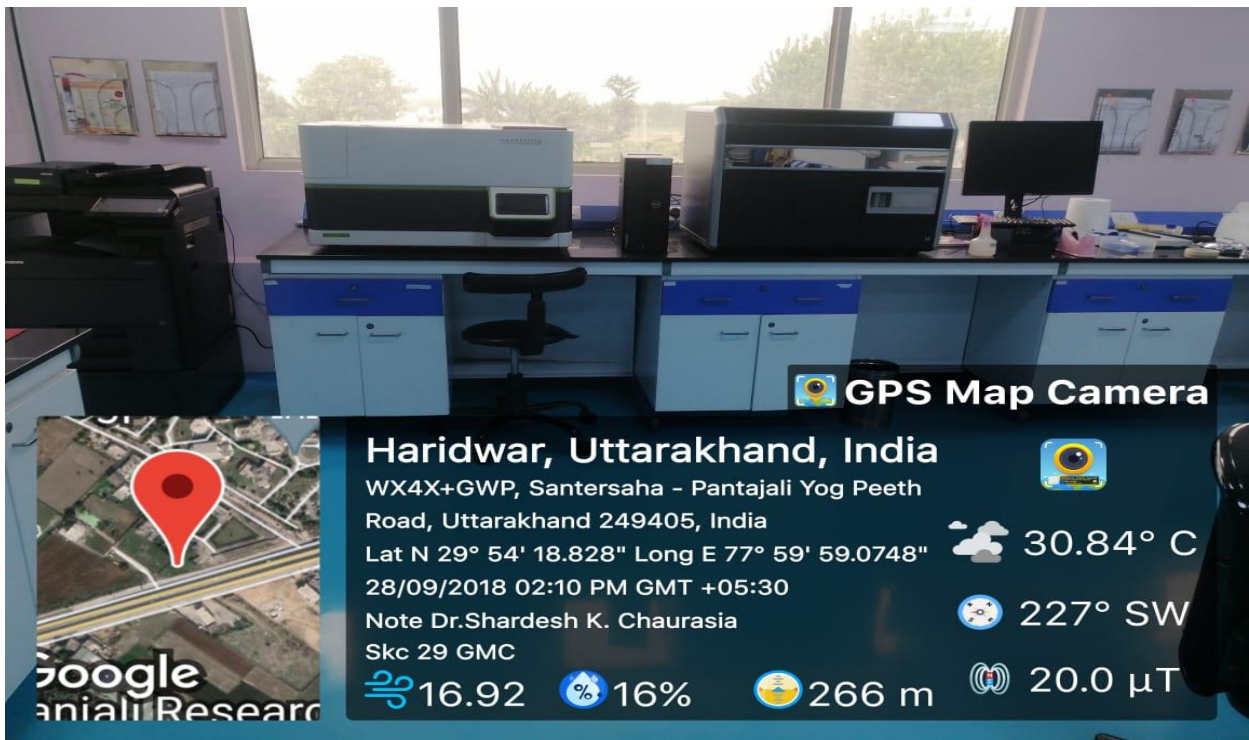 GPS Map Camera
Haridwar, Uttarakhand, India
WX4X+GWP, Santersaha - Pantajali Yog Peeth
Road, Uttarakhand 249405, India
Lat N 29° 54' 18.828" Long E 77° 59' 59.0748"
28/09/2018 02:10 PM GMT +05:30
Note Dr.Shardesh K. Chaurasia
Skc 29 GMC
30.84° C
227° SW
16.92
16%
266 m
20.0 µT
Google
anjali Researc